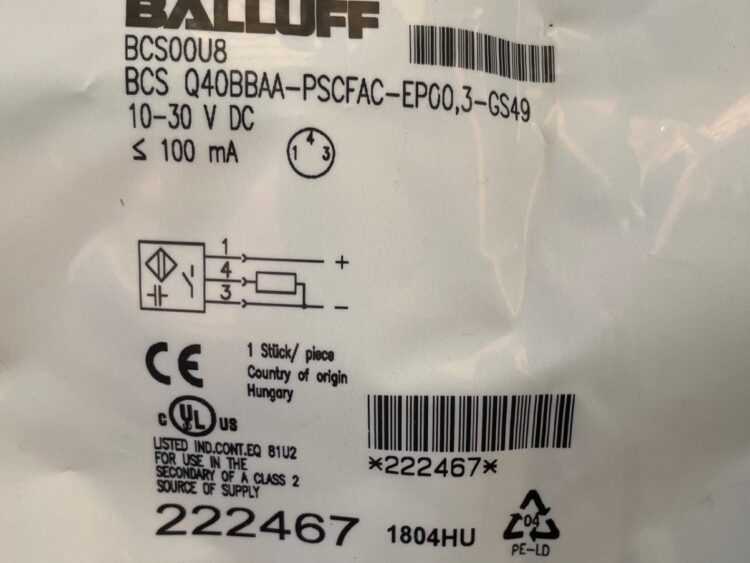 BALLUFF
BCS00U8
BCS Q40BBAA-PSCFAC-EP00,3-GS49
10-30 V DC
≤ 100 mA
1 4 3
1 +
4
3 -
CE
1 Stück/ piece
Country of origin
Hungary
c UL US
LISTED IND.CONT.EQ 81U2
FOR USE IN THE
SECONDARY OF A CLASS 2
SOURCE OF SUPPLY
*222467*
222467
1804HU
04
PE-LD